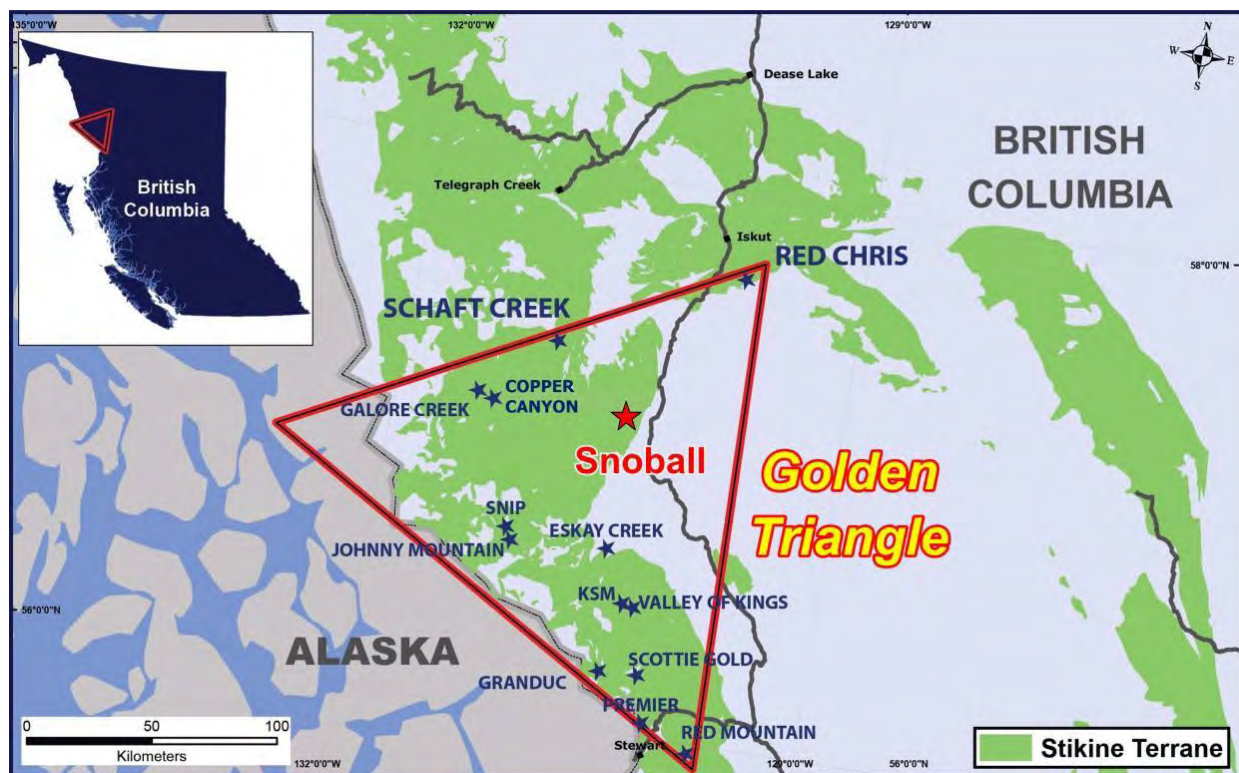 135°0'0"W
132°0'0"W
129°0'0"W
N
W
E
S
British
Columbia
Dease Lake
BRITISH
COLUMBIA
Telegraph Creek
Iskut
RED CHRIS
58°0'0"N
SCHAFT CREEK
COPPER
CANYON
GALORE CREEK
Snoball
Golden
Triangle
SNIP
ESKAY CREEK
JOHNNY MOUNTAIN
KSM
VALLEY OF KINGS
56°0'0"N
ALASKA
SCOTTIE GOLD
GRANDUC
PREMIER
RED MOUNTAIN
Stewart
0 50 100
Kilometers
132°0'0"W
129°0'0"W
56°0'0"N
Stikine Terrane